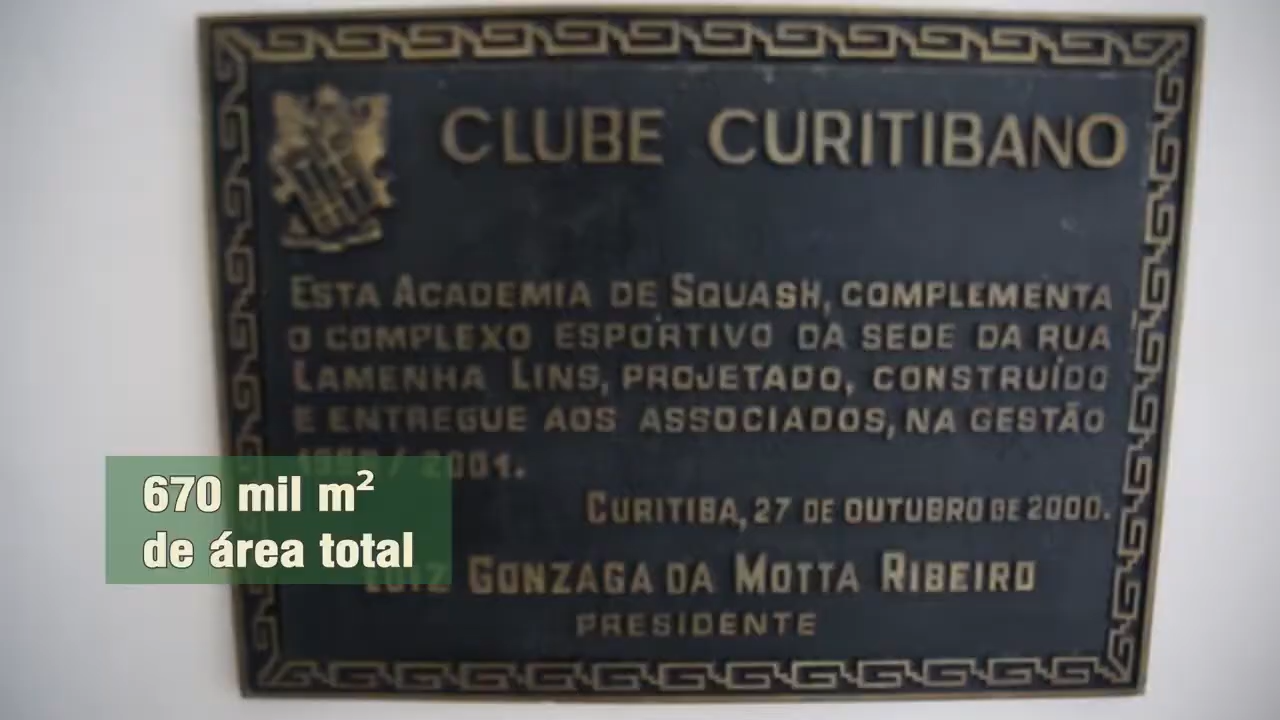 CLUBE CURITIBANO
ESTA ACADEMIA DE SQUASH, COMPLEMENTA
O COMPLEXO ESPORTIVO DA SEDE DA RUA
LAMENHA LINS, PROJETADO, CONSTRUÍDO
E ENTREGUE AOS ASSOCIADOS, NA GESTÃO
/ 2001.
670 mil m²
de área total
CURITIBA, 27 DE OUTUBRO DE 2000.
LUIZ GONZAGA DA MOTTA RIBEIRO
PRESIDENTE